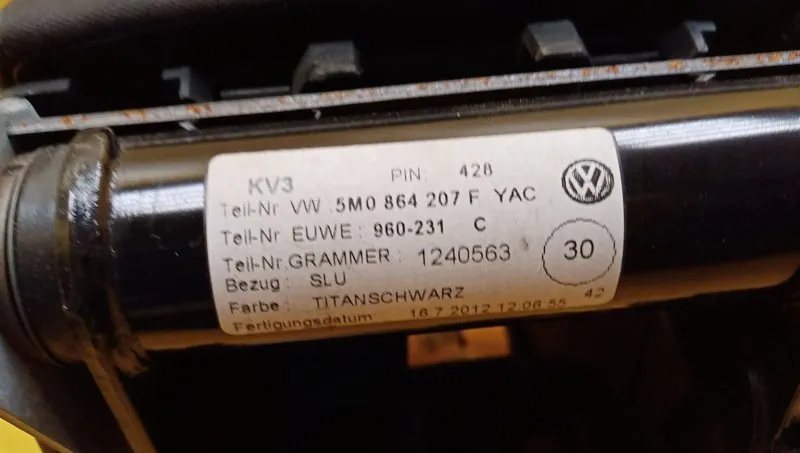 KV3 PIN: 428
Teil-Nr VW : 5M0 864 207 F YAC
Teil-Nr EUWE : 960-231 C
Teil-Nr.GRAMMER : 1240563
30
Bezug : SLU
Farbe : TITANSCHWARZ
Fertigungsdatum 16.7.2012 12:06:55 42